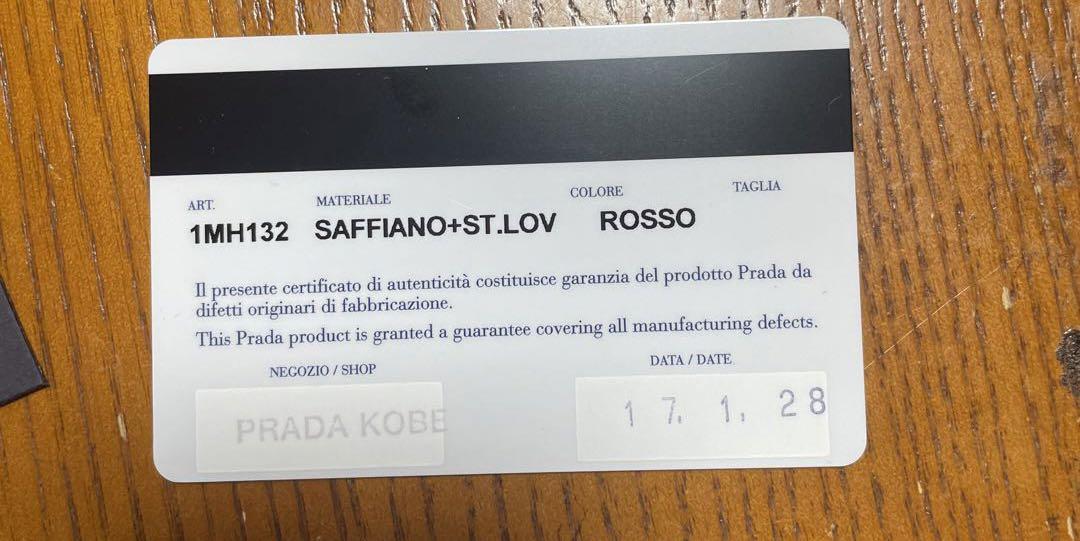 ART. MATERIALE COLORE TAGLIA
1MH132 SAFFIANO+ST.LOV ROSSO
Il presente certificato di autenticità costituisce garanzia del prodotto Prada da
difetti originari di fabbricazione.
This Prada product is granted a guarantee covering all manufacturing defects.
NEGOZIO / SHOP DATA / DATE
PRADA KOBE 17. 1. 28